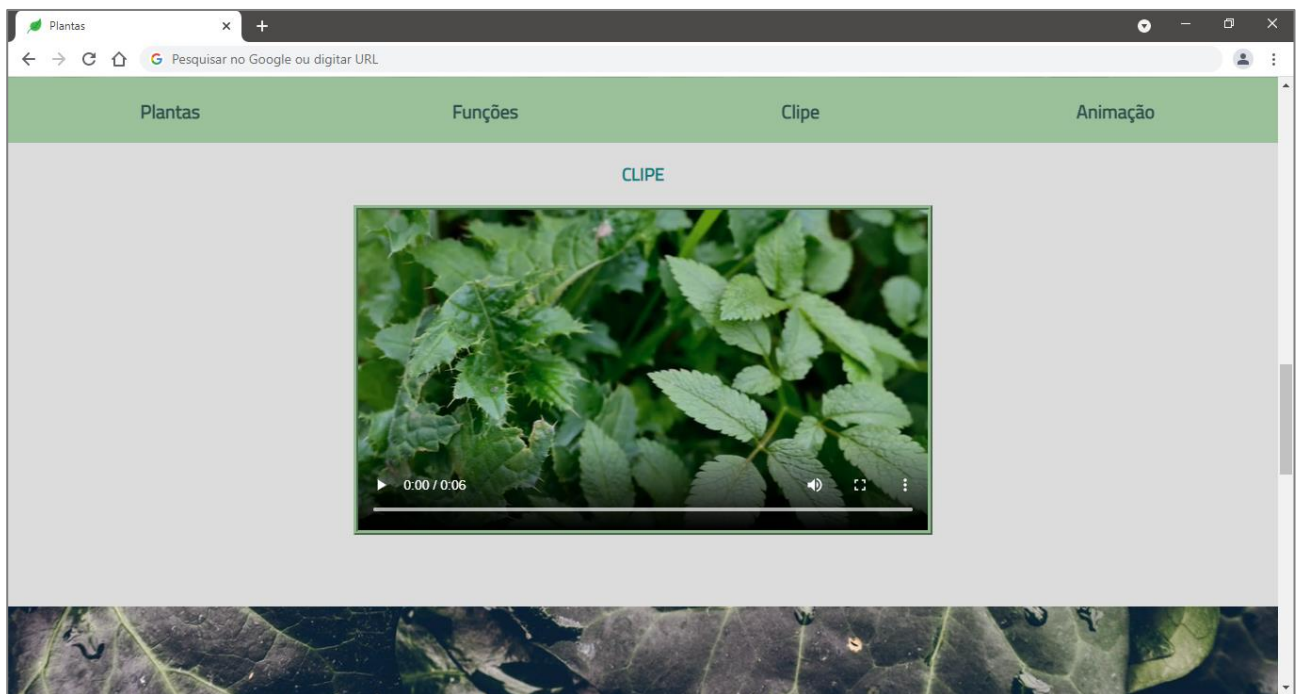 Plantas
Pesquisar no Google ou digitar URL
Plantas Funções Clipe Animação
CLIPE
0:00 / 0:06